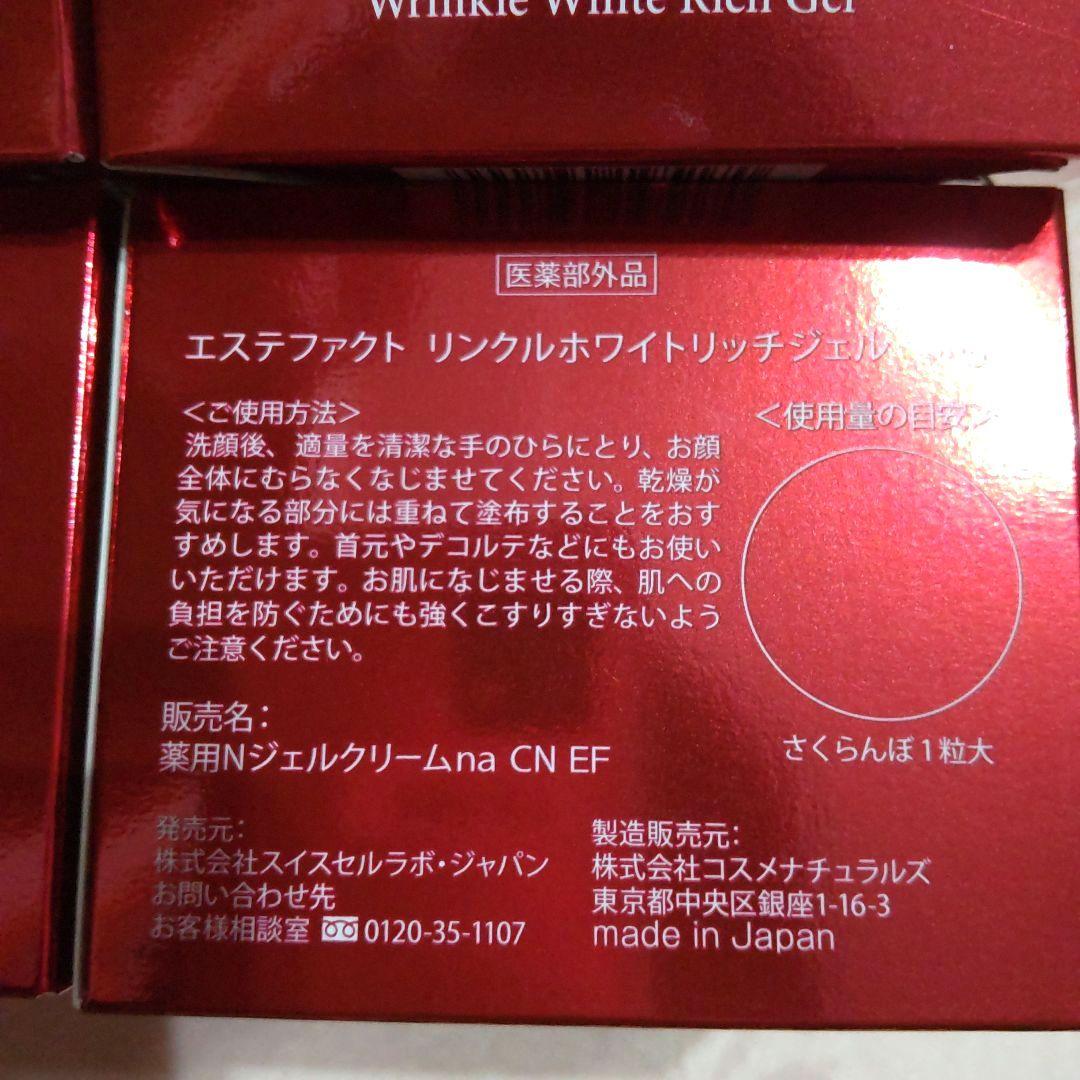 Wrinkle White Rich Gel
医薬部外品
エステファクト リンクルホワイトリッチジェル
＜ご使用方法＞
洗顔後、適量を清潔な手のひらにとり、お顔
全体にむらなくなじませてください。乾燥が
気になる部分には重ねて塗布することをおす
すめします。首元やデコルテなどにもお使い
いただけます。お肌になじませる際、肌への
負担を防ぐためにも強くこすりすぎないよう
ご注意ください。
＜使用量の目安＞
さくらんぼ1粒大
販売名：
薬用Nジェルクリームna CN EF
発売元：
株式会社スイスセルラボ・ジャパン
お問い合わせ先
お客様相談室 0120-35-1107
製造販売元：
株式会社コスメナチュラルズ
東京都中央区銀座1-16-3
made in Japan